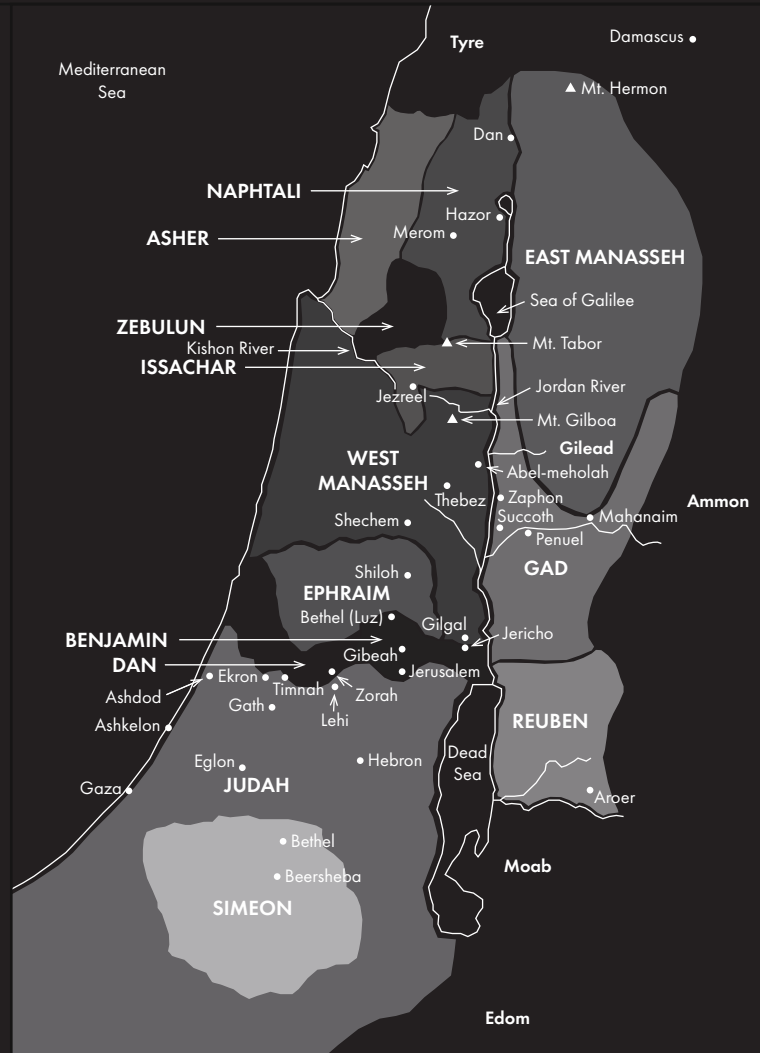 Damascus
Tyre
Mediterranean
Sea
Mt. Hermon
Dan
NAPHTALI
Hazor
Merom
ASHER
EAST MANASSEH
Sea of Galilee
ZEBULUN
Kishon River
Mt. Tabor
ISSACHAR
Jordan River
Jezreel
Mt. Gilboa
Gilead
WEST
MANASSEH
Abel-meholah
Thebez
Zaphon
Ammon
Succoth
Mahanaim
Shechem
Penuel
GAD
Shiloh
EPHRAIM
Bethel (Luz)
Gilgal
Jericho
BENJAMIN
Gibeah
DAN
Jerusalem
Ekron
Timnah
Zorah
Ashdod
Gath
Lehi
Ashkelon
REUBEN
Dead
Sea
Hebron
Eglon
JUDAH
Gaza
Aroer
Bethel
Moab
Beersheba
SIMEON
Edom